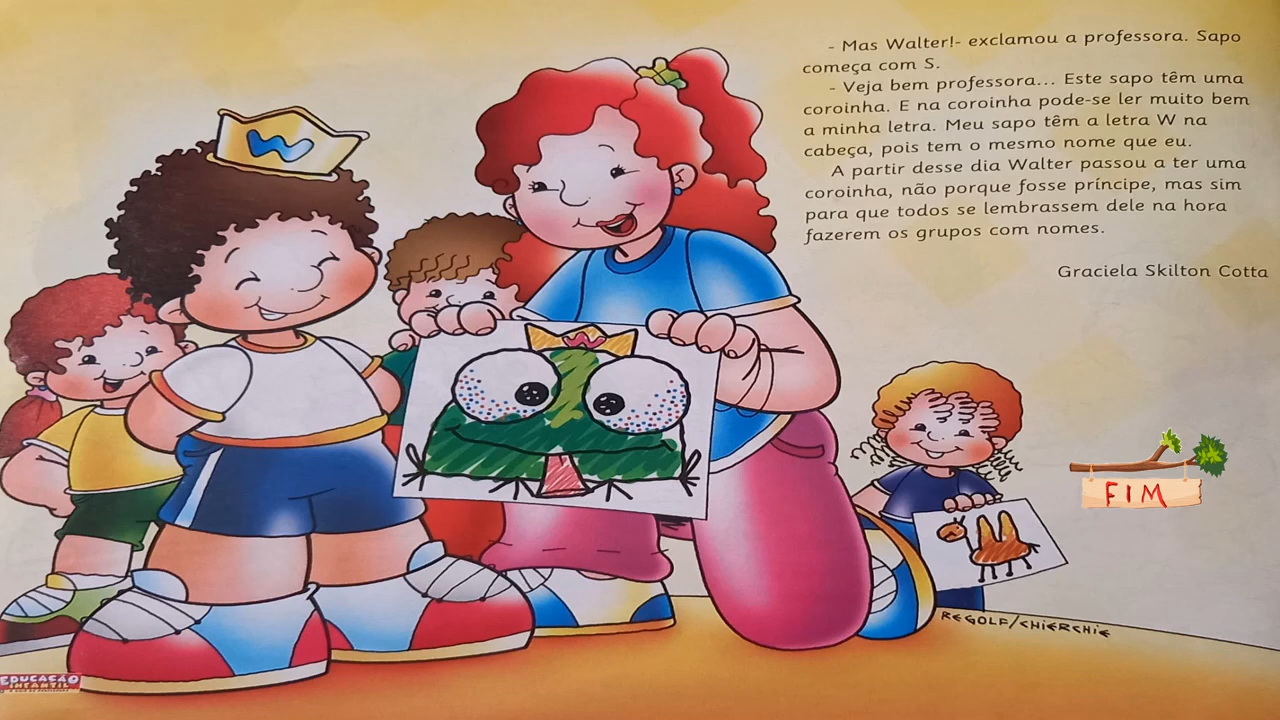 - Mas Walter!- exclamou a professora. Sapo
começa com S.
- Veja bem professora... Este sapo têm uma
coroinha. E na coroinha pode-se ler muito bem
a minha letra. Meu sapo têm a letra W na
cabeça, pois tem o mesmo nome que eu.
A partir desse dia Walter passou a ter uma
coroinha, não porque fosse príncipe, mas sim
para que todos se lembrassem dele na hora
fazerem os grupos com nomes.
Graciela Skilton Cotta
W
W
FIM
REGOLF/CHIERCHIE
EDUCAÇÃO
INFANTIL